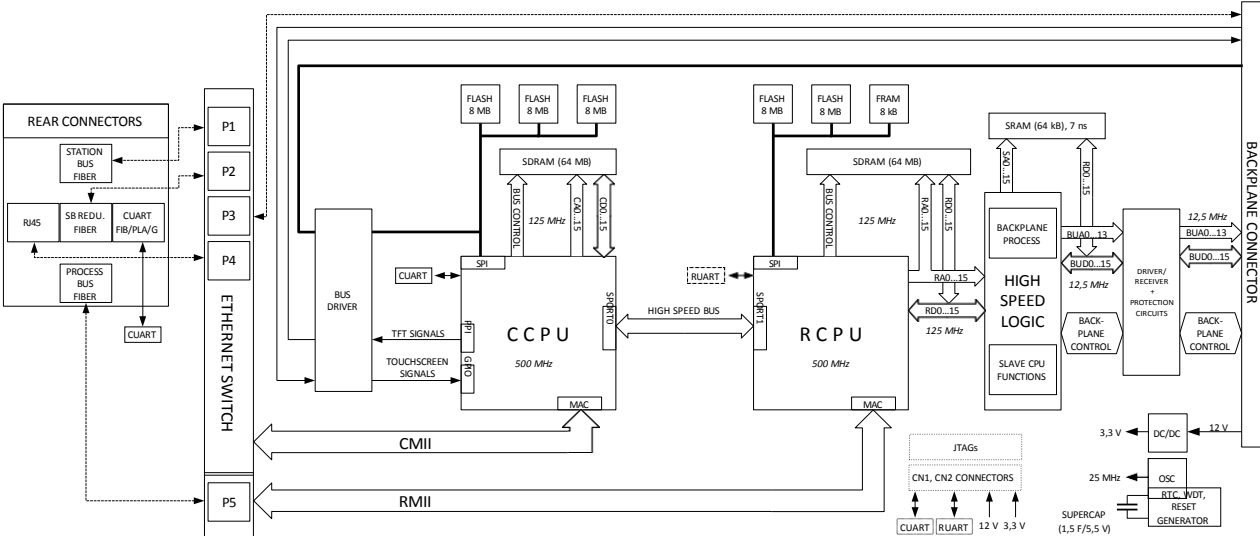 REAR CONNECTORS
STATION
BUS
FIBER
RJ45
SB REDU.
FIBER
CUART
FIB/PLA/G
PROCESS
BUS
FIBER
CUART
P1
P2
P3
P4
ETHERNET SWITCH
P5
BUS
DRIVER
FLASH
8 MB
FLASH
8 MB
FLASH
8 MB
SDRAM (64 MB)
BUS CONTROL
125 MHz
CA0...15
CD0...15
SPI
CUART
SPORT0
PPI
GPIO
CCPU
500 MHz
MAC
TFT SIGNALS
TOUCHSCREEN
SIGNALS
CMII
RMII
HIGH SPEED BUS
FLASH
8 MB
FLASH
8 MB
FRAM
8 kB
SDRAM (64 MB)
BUS CONTROL
125 MHz
RA0...15
RD0...15
SPI
RUART
SPORT1
RCPU
500 MHz
MAC
RA0...15
RD0...15
125 MHz
SRAM (64 kB), 7 ns
SA0...15
RD0...15
BACKPLANE
PROCESS
HIGH
SPEED
LOGIC
SLAVE CPU
FUNCTIONS
BUA0...13
BUD0...15
12,5 MHz
BACK-
PLANE
CONTROL
DRIVER/
RECEIVER
+
PROTECTION
CIRCUITS
12,5 MHz
BUA0...13
BUD0...15
BACK-
PLANE
CONTROL
BACKPLANE CONNECTOR
JTAGs
CN1, CN2 CONNECTORS
CUART
RUART
12 V
3,3 V
3,3 V
DC/DC
12 V
25 MHz
OSC
RTC, WDT,
RESET
GENERATOR
SUPERCAP
(1,5 F/5,5 V)